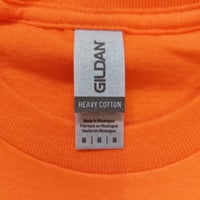 GILDAN
HEAVY COTTON
Made in Nicaragua
Fabriqué au Nicaragua
Hecho en Nicaragua
M M M